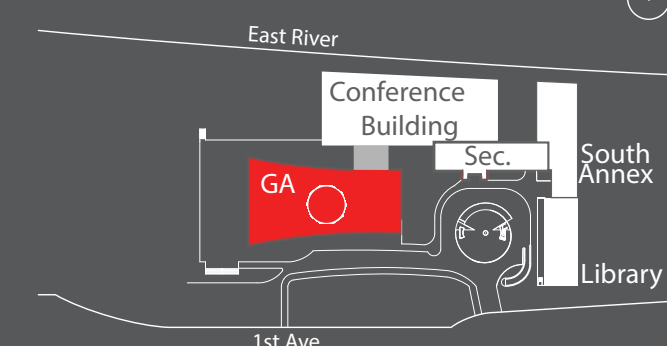 East River
Conference
Building
Sec.
South
Annex
GA
Library
1st Ave